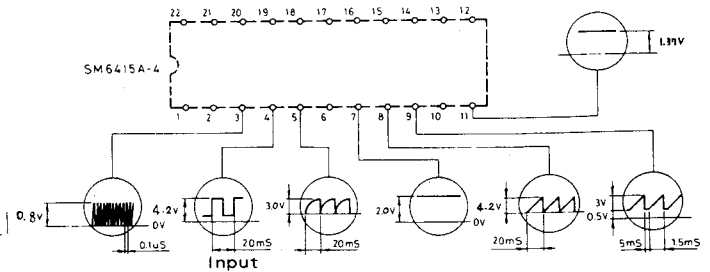 22 21 20 19 18 17 16 15 14 13 12
1.39V
SM6415A-4
1 2 3 4 5 6 7 8 9 10 11
0.8V
0V
0.1uS
4.2V
20mS
Input
3.0V
20mS
2.0V
0V
4.2V
20mS
3V
0.5V
5mS
1.5mS